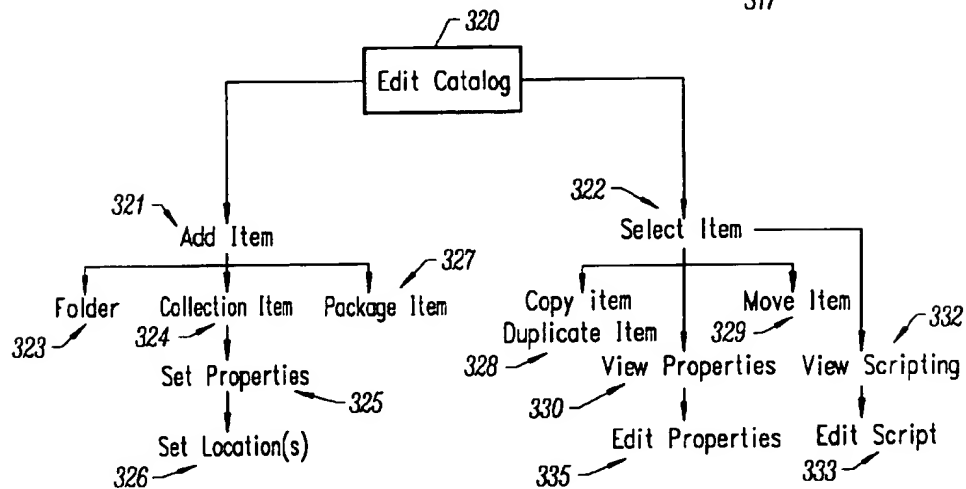 317
320
Edit Catalog
321
Add Item
322
Select Item
327
Folder
Collection Item
Package Item
323
324
Copy item
Duplicate Item
328
Move Item
329
332
Set Properties
325
View Properties
330
View Scripting
Set Location(s)
326
Edit Properties
335
Edit Script
333